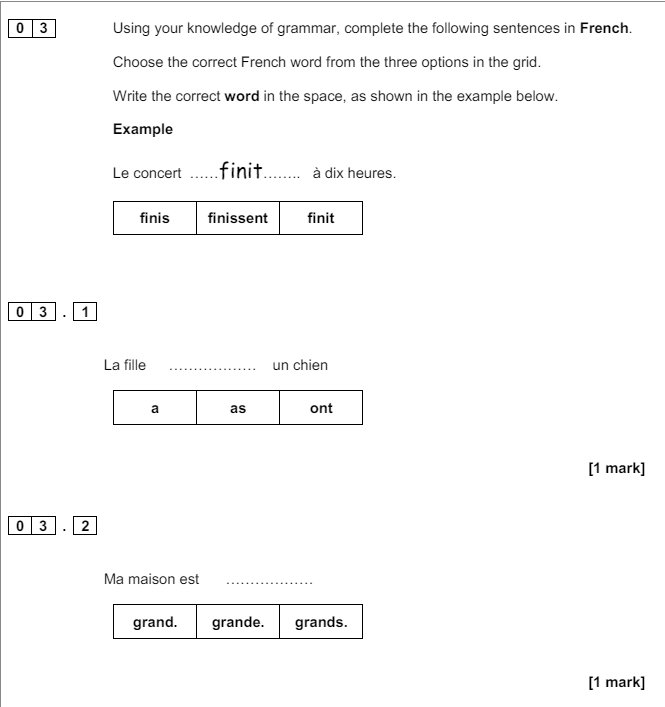 0 3 Using your knowledge of grammar, complete the following sentences in French.
Choose the correct French word from the three options in the grid.
Write the correct word in the space, as shown in the example below.
Example
Le concert ......finit........ à dix heures.
finis finissent finit
0 3 . 1
La fille .................. un chien
a as ont
[1 mark]
0 3 . 2
Ma maison est ..................
grand. grande. grands.
[1 mark]